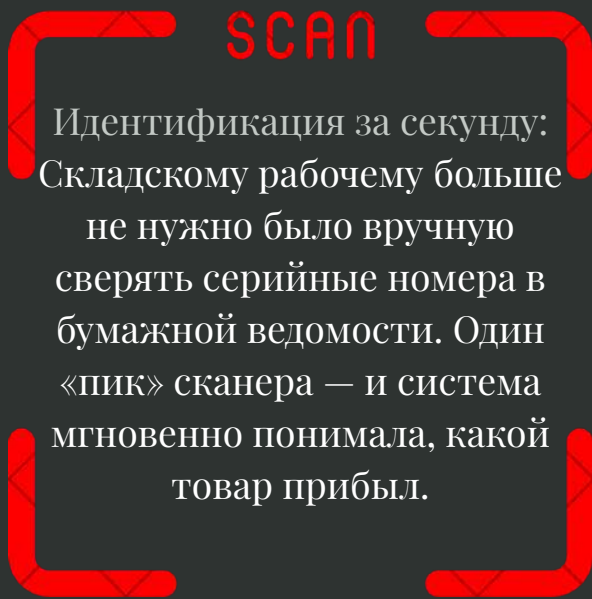 SCAN
Идентификация за секунду:
Складскому рабочему больше
не нужно было вручную
сверять серийные номера в
бумажной ведомости. Один
«пик» сканера — и система
мгновенно понимала, какой
товар прибыл.